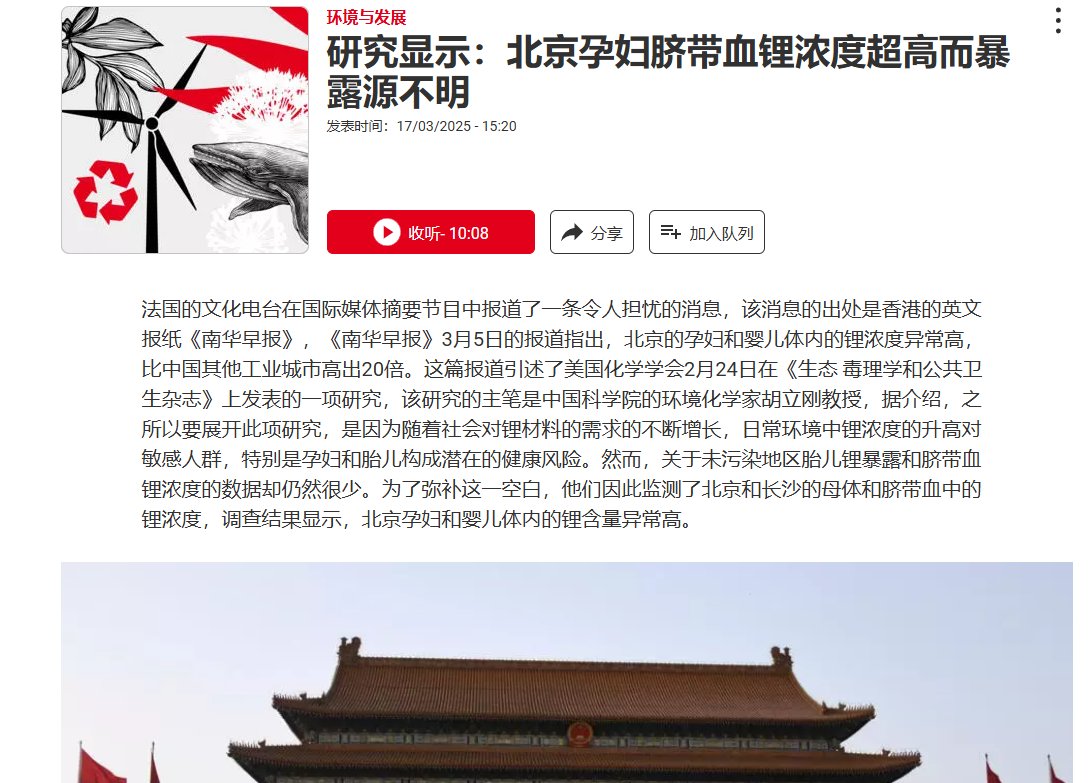 环境与发展
研究显示：北京孕妇脐带血锂浓度超高而暴
露源不明
发表时间：17/03/2025 - 15:20
收听- 10:08
分享
加入队列
法国的文化电台在国际媒体摘要节目中报道了一条令人担忧的消息，该消息的出处是香港的英文
报纸《南华早报》，《南华早报》3月5日的报道指出，北京的孕妇和婴儿体内的锂浓度异常高，
比中国其他工业城市高出20倍。这篇报道引述了美国化学学会2月24日在《生态 毒理学和公共卫
生杂志》上发表的一项研究，该研究的主笔是中国科学院的环境化学家胡立刚教授，据介绍，之
所以要展开此项研究，是因为随着社会对锂材料的需求的不断增长，日常环境中锂浓度的升高对
敏感人群，特别是孕妇和胎儿构成潜在的健康风险。然而，关于未污染地区胎儿锂暴露和脐带血
锂浓度的数据却仍然很少。为了弥补这一空白，他们因此监测了北京和长沙的母体和脐带血中的
锂浓度，调查结果显示，北京孕妇和婴儿体内的锂含量异常高。